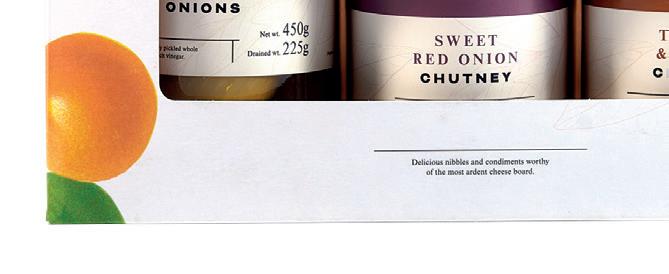 ONIONS
Net wt. 450g
Drained wt. 225g
y pickled whole
ch vinegar.
SWEET
RED ONION
CHUTNEY
T
&
C
Delicious nibbles and condiments worthy
of the most ardent cheese board.